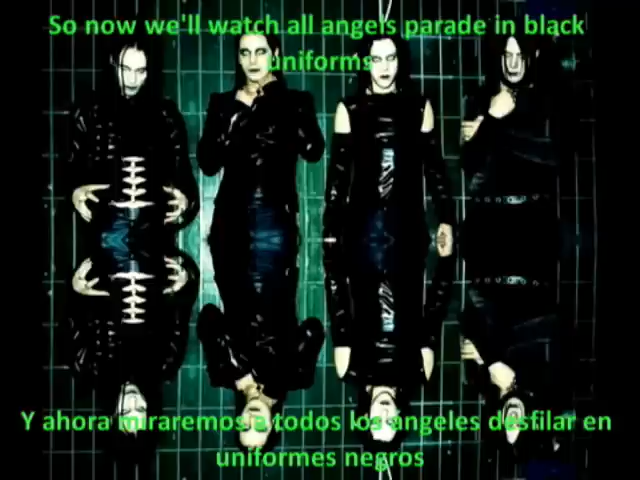 So now we'll watch all angels parade in black
uniforms
Y ahora miraremos a todos los angeles desfilar en
uniformes negros